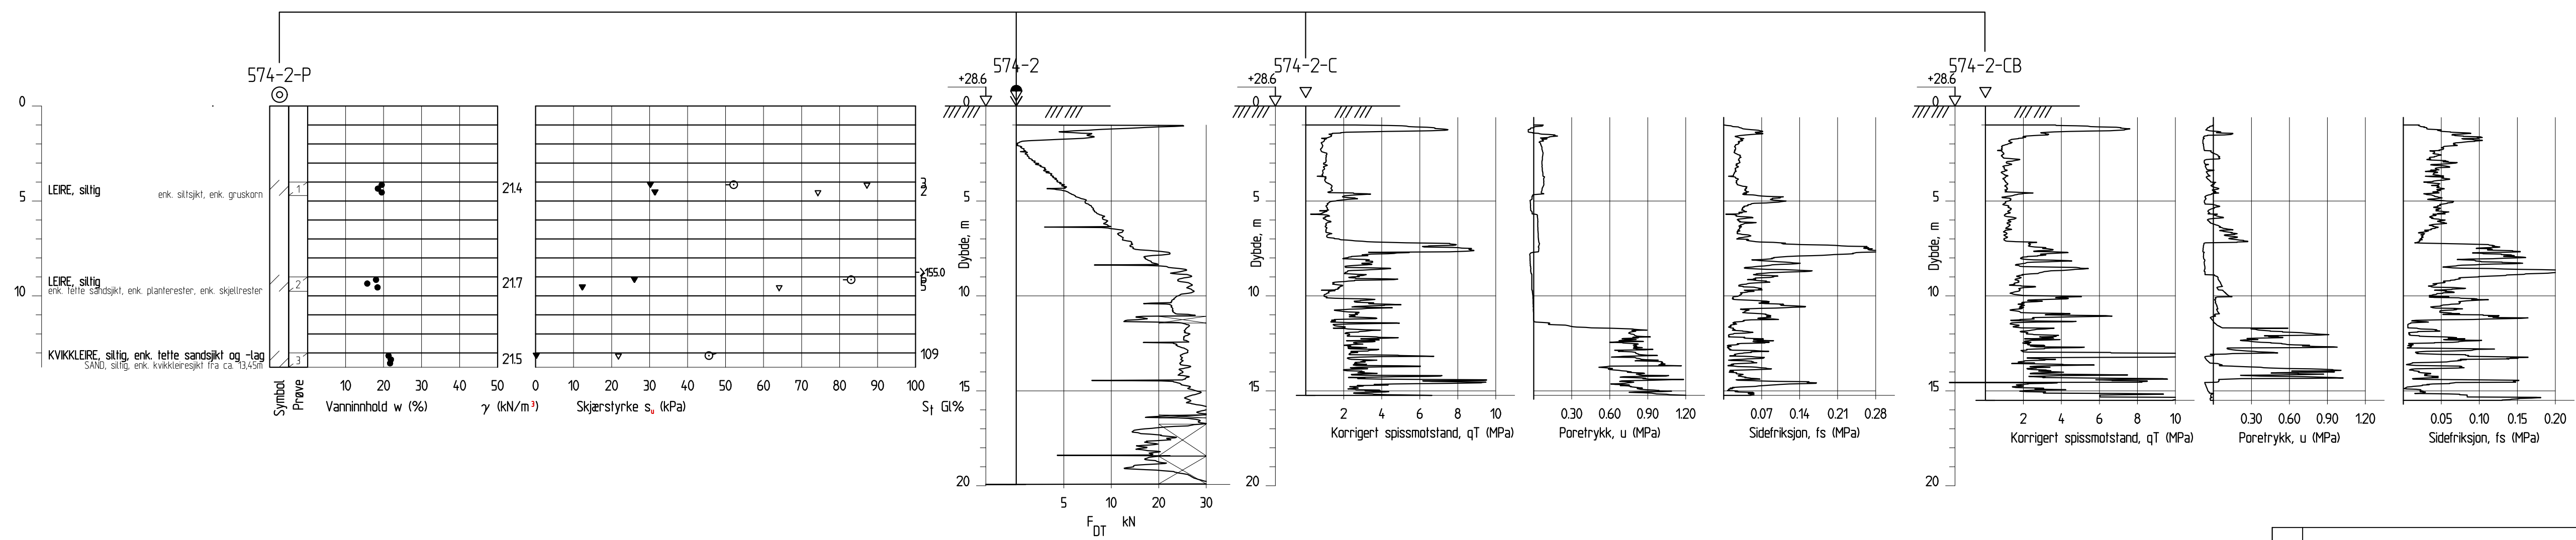 574-2-P
574-2
574-2-C
574-2-CB
+28.6
+28.6
+28.6
0
5
10
LEIRE, siltig
enk. siltsjikt, enk. gruskorn
1
21.4
2
LEIRE, siltig
enk. tette sandsjikt, enk. planterester, enk. skjellrester
2
21.7
>155.0
5
KVIKKLEIRE, siltig, enk. tette sandsjikt og -lag
SAND, siltig, enk. kvikkleiresjikt fra ca. 13,45m
3
21.5
109
Symbol
Prøve
10 20 30 40 50
Vanninnhold w (%)
γ (kN/m³)
0 10 20 30 40 50 60 70 80 90 100
Skjærstyrke su (kPa)
St Gl%
0
5
10
15
20
Dybde, m
5 10 20 30
FDT kN
0
5
10
15
20
Dybde, m
2 4 6 8 10
Korrigert spissmotstand, qT (MPa)
0.30 0.60 0.90 1.20
Poretrykk, u (MPa)
0.07 0.14 0.21 0.28
Sidefriksjon, fs (MPa)
0
5
10
15
20
Dybde, m
2 4 6 8 10
Korrigert spissmotstand, qT (MPa)
0.30 0.60 0.90 1.20
Poretrykk, u (MPa)
0.05 0.10 0.15 0.20
Sidefriksjon, fs (MPa)